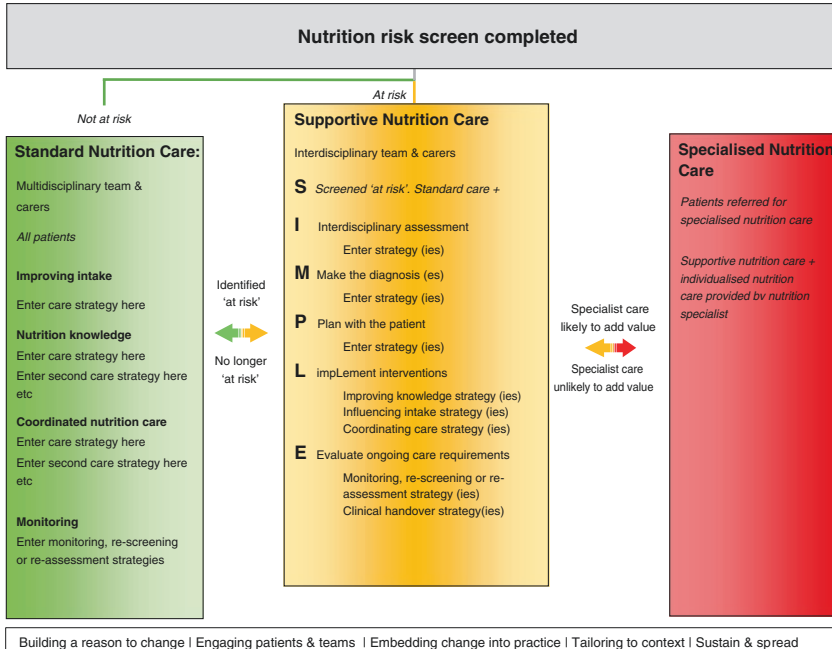 Nutrition risk screen completed
At risk
Not at risk
Standard Nutrition Care:
Multidisciplinary team &
carers
All patients
Improving intake
Enter care strategy here
Nutrition knowledge
Enter care strategy here
Enter second care strategy here
etc
Coordinated nutrition care
Enter care strategy here
Enter second care strategy here
etc
Monitoring
Enter monitoring, re-screening
or re-assessment strategies
Identified
‘at risk’
No longer
‘at risk’
Supportive Nutrition Care
Interdisciplinary team & carers
S Screened ‘at risk’. Standard care +
I Interdisciplinary assessment
Enter strategy (ies)
M Make the diagnosis (es)
Enter strategy (ies)
P Plan with the patient
Enter strategy (ies)
L impLement interventions
Improving knowledge strategy (ies)
Influencing intake strategy (ies)
Coordinating care strategy (ies)
E Evaluate ongoing care requirements
Monitoring, re-screening or re-
assessment strategy (ies)
Clinical handover strategy(ies)
Specialist care
likely to add value
Specialist care
unlikely to add value
Specialised Nutrition
Care
Patients referred for
specialised nutrition care
Supportive nutrition care +
individualised nutrition
care provided by nutrition
specialist
Building a reason to change | Engaging patients & teams | Embedding change into practice | Tailoring to context | Sustain & spread